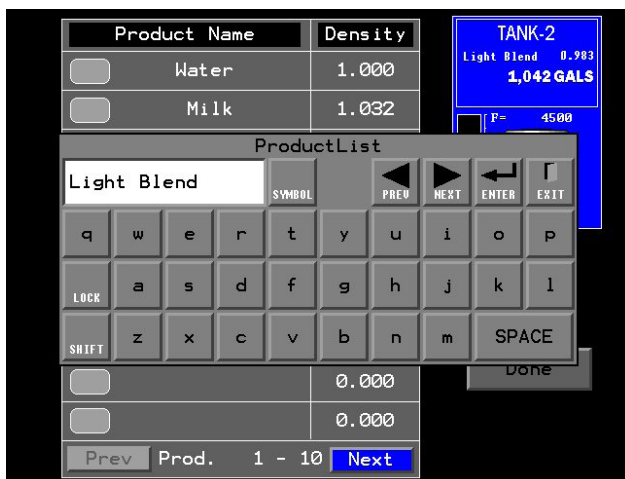 Product Name Density
Water 1.000
Milk 1.032
TANK-2
Light Blend 0.983
1,042 GALS
F= 4500
ProductList
Light Blend SYMBOL PREV NEXT ENTER EXIT
q w e r t y u i o p
LOCK a s d f g h j k l
SHIFT z x c v b n m SPACE
0.000
0.000
Done
Prev Prod. 1 - 10 Next